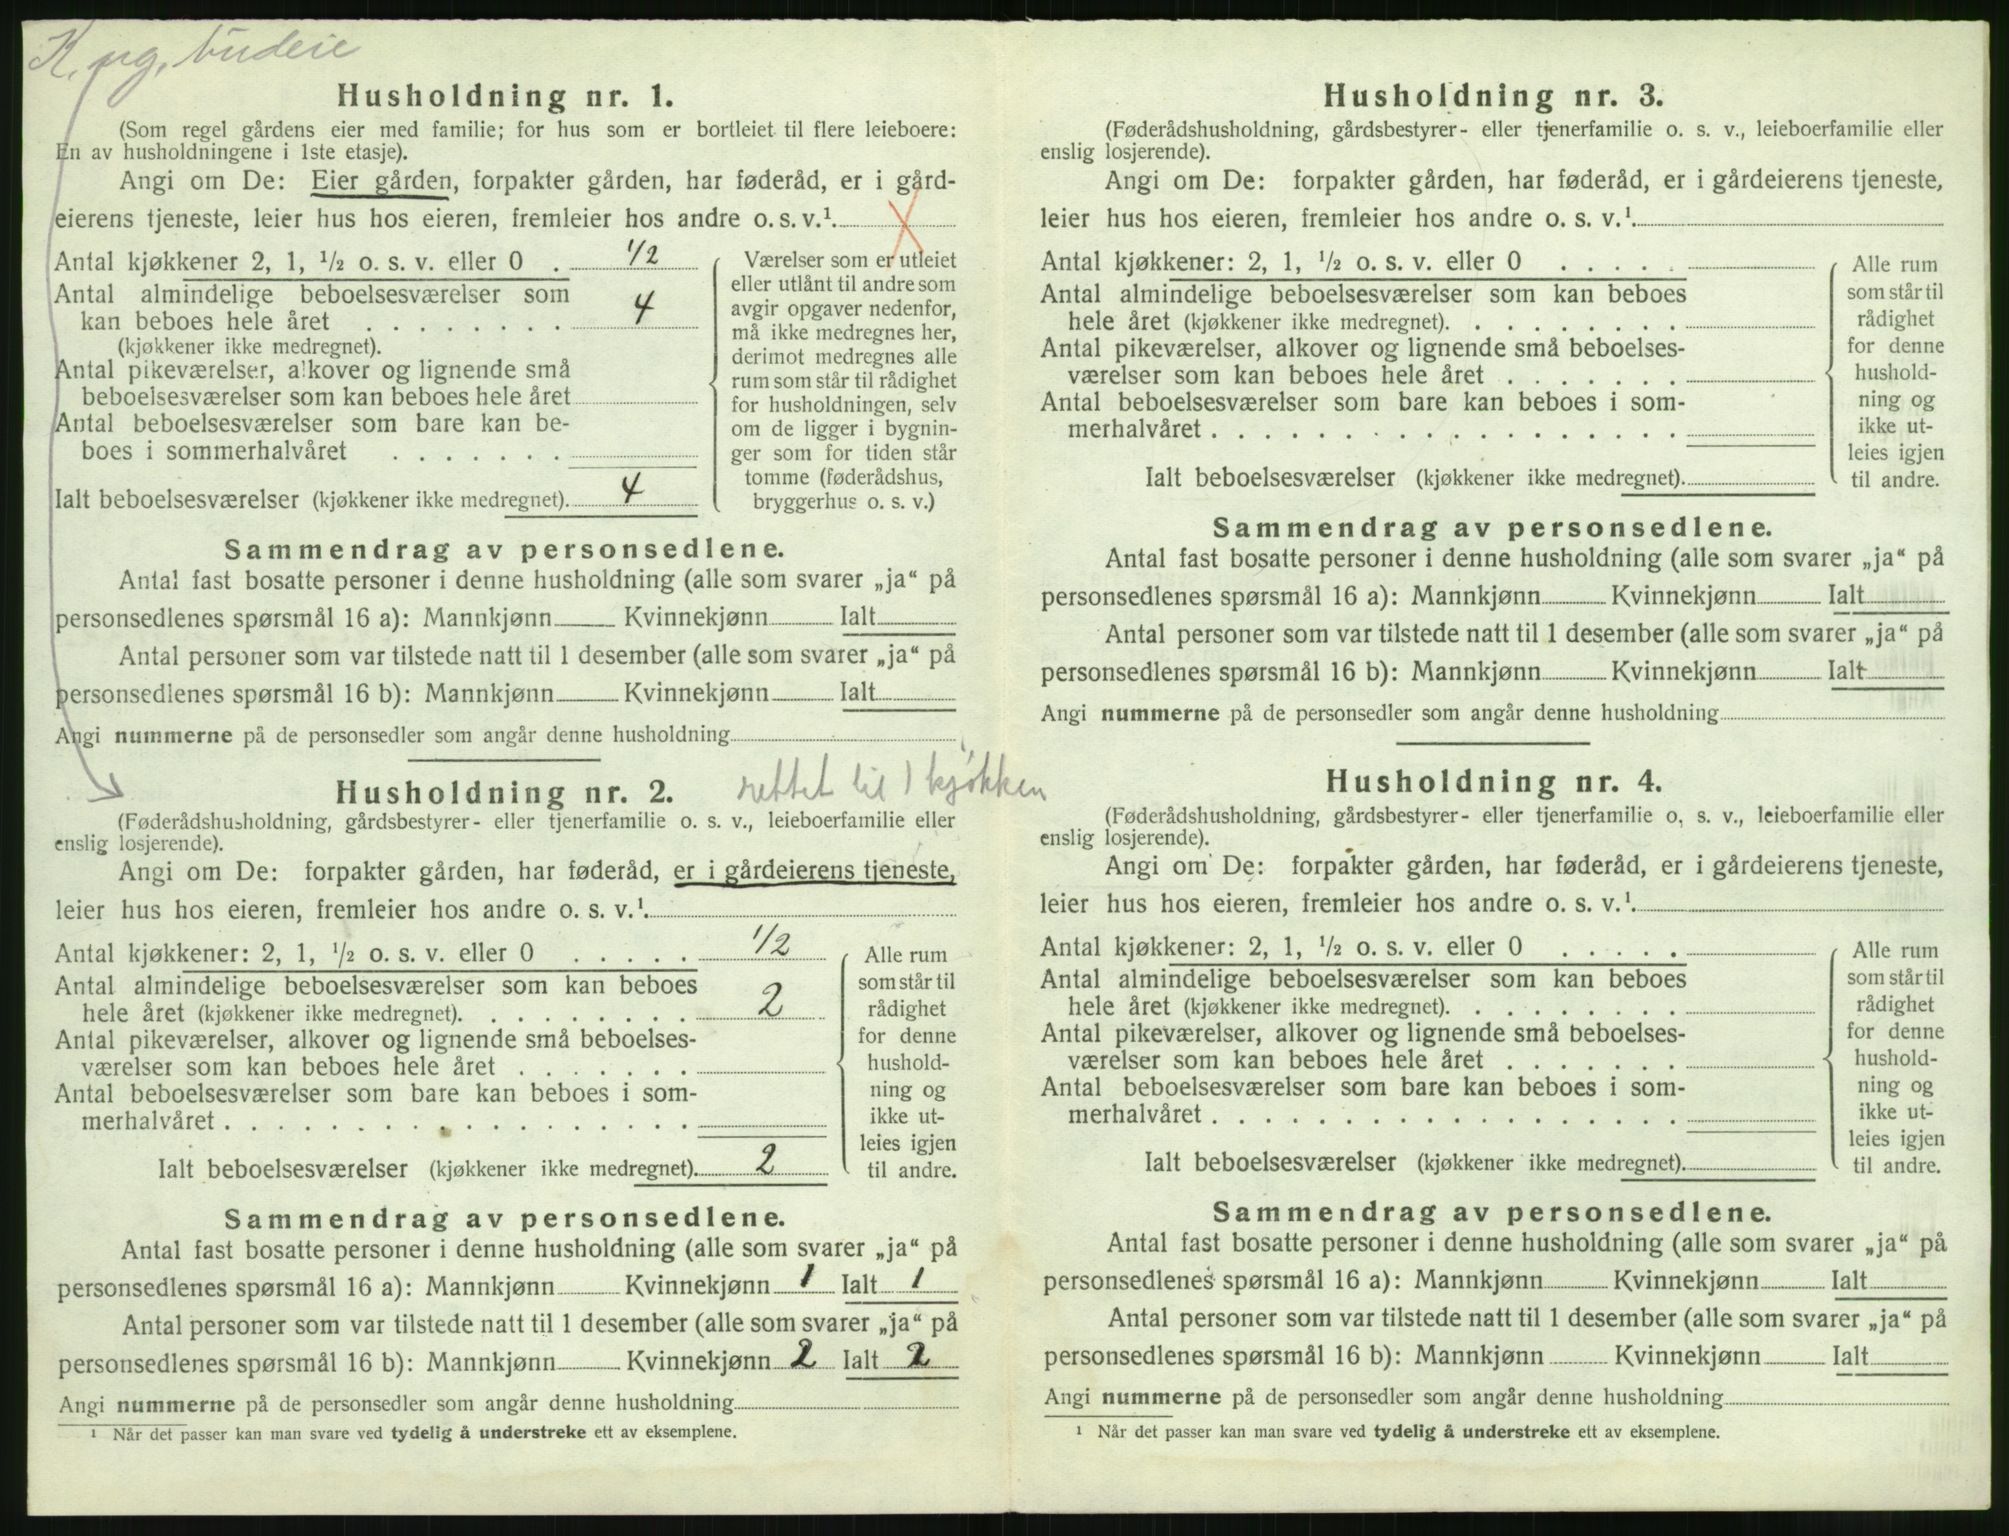 K. ug. budeie
Husholdning nr. 1.
(Som regel gårdens eier med familie; for hus som er bortleiet til flere leieboere:
En av husholdningene i 1ste etasje).
Angi om De: Eier gården, forpakter gården, har føderåd, er i gård-
eierens tjeneste, leier hus hos eieren, fremleier hos andre o. s. v.¹
Antal kjøkkener 2, 1, ½ o. s. v. eller 0 . 1/2
Antal almindelige beboelsesværelser som
kan beboes hele året . . . . . . . . 4
(kjøkkener ikke medregnet).
Antal pikeværelser, alkover og lignende små
beboelsesværelser som kan beboes hele året
Antal beboelsesværelser som bare kan be-
boes i sommerhalvåret . . . . . . .
Ialt beboelsesværelser (kjøkkener ikke medregnet). 4
Værelser som er utleiet
eller utlånt til andre som
avgir opgaver nedenfor,
må ikke medregnes her,
derimot medregnes alle
rum som står til rådighet
for husholdningen, selv
om de ligger i bygnin-
ger som for tiden står
tomme (føderådshus,
bryggerhus o. s. v.)
Sammendrag av personsedlene.
Antal fast bosatte personer i denne husholdning (alle som svarer „ja“ på
personsedlenes spørsmål 16 a): Mannkjønn Kvinnekjønn Ialt
Antal personer som var tilstede natt til 1 desember (alle som svarer „ja“ på
personsedlenes spørsmål 16 b): Mannkjønn Kvinnekjønn Ialt
Angi nummerne på de personsedler som angår denne husholdning
Husholdning nr. 2. rettet til 1 kjøkken
(Føderådshusholdning, gårdsbestyrer- eller tjenerfamilie o. s. v., leieboerfamilie eller
enslig losjerende).
Angi om De: forpakter gården, har føderåd, er i gårdeierens tjeneste,
leier hus hos eieren, fremleier hos andre o. s. v.¹
Antal kjøkkener: 2, 1, ½ o. s. v. eller 0 . . . . . 1/2
Antal almindelige beboelsesværelser som kan beboes
hele året (kjøkkener ikke medregnet). . . . . . . . . 2
Antal pikeværelser, alkover og lignende små beboelses-
værelser som kan beboes hele året . . . . . . .
Antal beboelsesværelser som bare kan beboes i som-
merhalvåret . . . . . . . . . . . . . . . . . .
Ialt beboelsesværelser (kjøkkener ikke medregnet). 2
Alle rum
som står til
rådighet
for denne
hushold-
ning og
ikke ut-
leies igjen
til andre.
Sammendrag av personsedlene.
Antal fast bosatte personer i denne husholdning (alle som svarer „ja“ på
personsedlenes spørsmål 16 a): Mannkjønn Kvinnekjønn 1 Ialt 1
Antal personer som var tilstede natt til 1 desember (alle som svarer „ja“ på
personsedlenes spørsmål 16 b): Mannkjønn Kvinnekjønn 2 Ialt 2
Angi nummerne på de personsedler som angår denne husholdning
¹ Når det passer kan man svare ved tydelig å understreke ett av eksemplene.
Husholdning nr. 3.
(Føderådshusholdning, gårdsbestyrer- eller tjenerfamilie o. s. v., leieboerfamilie eller
enslig losjerende).
Angi om De: forpakter gården, har føderåd, er i gårdeierens tjeneste,
leier hus hos eieren, fremleier hos andre o. s. v.¹
Antal kjøkkener: 2, 1, ½ o. s. v. eller 0 . . . . .
Antal almindelige beboelsesværelser som kan beboes
hele året (kjøkkener ikke medregnet). . . . . . . . .
Antal pikeværelser, alkover og lignende små beboelses-
værelser som kan beboes hele året . . . . . . .
Antal beboelsesværelser som bare kan beboes i som-
merhalvåret . . . . . . . . . . . . . . . . . .
Ialt beboelsesværelser (kjøkkener ikke medregnet).
Alle rum
som står til
rådighet
for denne
hushold-
ning og
ikke ut-
leies igjen
til andre.
Sammendrag av personsedlene.
Antal fast bosatte personer i denne husholdning (alle som svarer „ja“ på
personsedlenes spørsmål 16 a): Mannkjønn Kvinnekjønn Ialt
Antal personer som var tilstede natt til 1 desember (alle som svarer „ja“ på
personsedlenes spørsmål 16 b): Mannkjønn Kvinnekjønn Ialt
Angi nummerne på de personsedler som angår denne husholdning
Husholdning nr. 4.
(Føderådshusholdning, gårdsbestyrer- eller tjenerfamilie o. s. v., leieboerfamilie eller
enslig losjerende).
Angi om De: forpakter gården, har føderåd, er i gårdeierens tjeneste,
leier hus hos eieren, fremleier hos andre o. s. v.¹
Antal kjøkkener: 2, 1, ½ o. s. v. eller 0 . . . . .
Antal almindelige beboelsesværelser som kan beboes
hele året (kjøkkener ikke medregnet). . . . . . . . .
Antal pikeværelser, alkover og lignende små beboelses-
værelser som kan beboes hele året . . . . . . .
Antal beboelsesværelser som bare kan beboes i som-
merhalvåret . . . . . . . . . . . . . . . . . .
Ialt beboelsesværelser (kjøkkener ikke medregnet).
Alle rum
som står til
rådighet
for denne
hushold-
ning og
ikke ut-
leies igjen
til andre.
Sammendrag av personsedlene.
Antal fast bosatte personer i denne husholdning (alle som svarer „ja“ på
personsedlenes spørsmål 16 a): Mannkjønn Kvinnekjønn Ialt
Antal personer som var tilstede natt til 1 desember (alle som svarer „ja“ på
personsedlenes spørsmål 16 b): Mannkjønn Kvinnekjønn Ialt
Angi nummerne på de personsedler som angår denne husholdning
¹ Når det passer kan man svare ved tydelig å understreke ett av eksemplene.